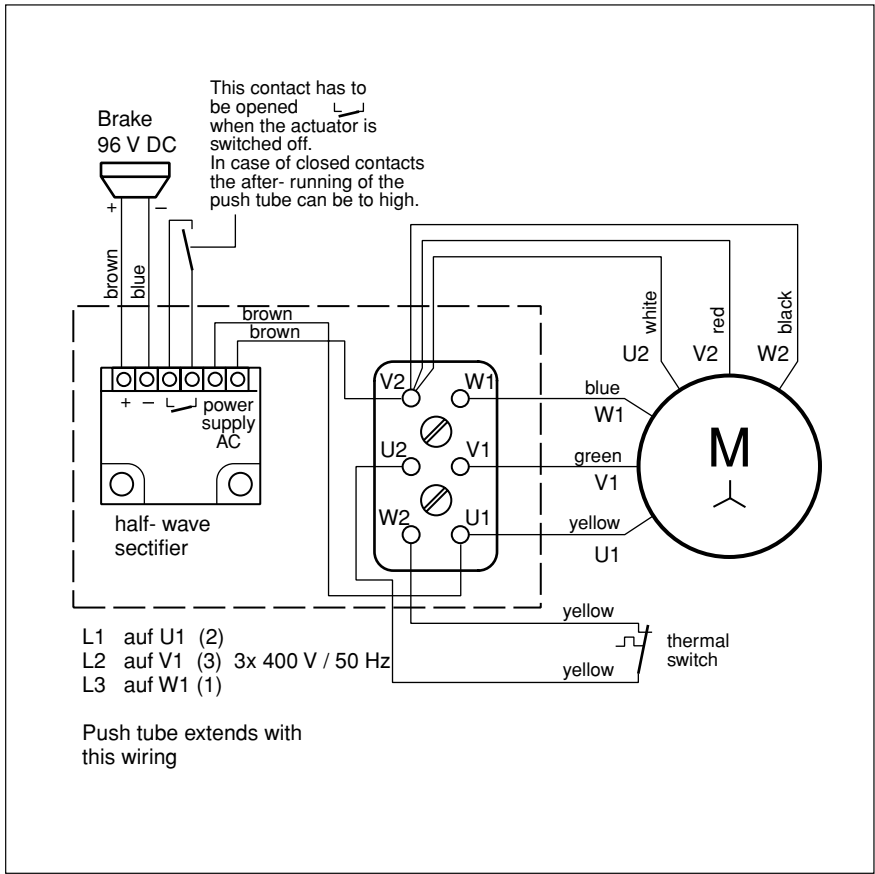 This contact has to
be opened
when the actuator is
switched off.
In case of closed contacts
the after- running of the
push tube can be to high.
Brake
96 V DC
+ –
brown
blue
brown
brown
white
red
black
U2 V2 W2
V2 W1
blue
W1
+ – power
supply
AC
U2 V1
green
V1
M
W2 U1
yellow
U1
half- wave
sectifier
yellow
thermal
switch
yellow
L1 auf U1 (2)
L2 auf V1 (3) 3x 400 V / 50 Hz
L3 auf W1 (1)
Push tube extends with
this wiring